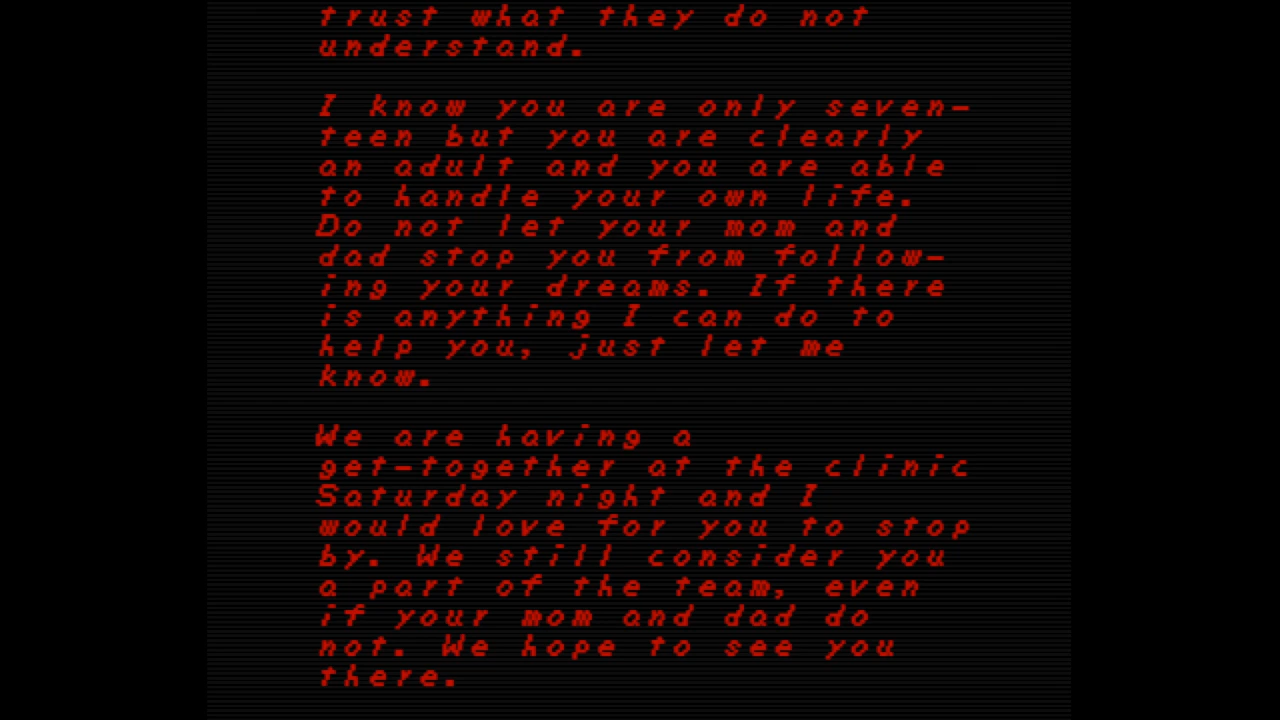 trust what they do not
understand.
I know you are only seven-
teen but you are clearly
an adult and you are able
to handle your own life.
Do not let your mom and
dad stop you from follow-
ing your dreams. If there
is anything I can do to
help you, just let me
know.
We are having a
get-together at the clinic
Saturday night and I
would love for you to stop
by. We still consider you
a part of the team, even
if your mom and dad do
not. We hope to see you
there.